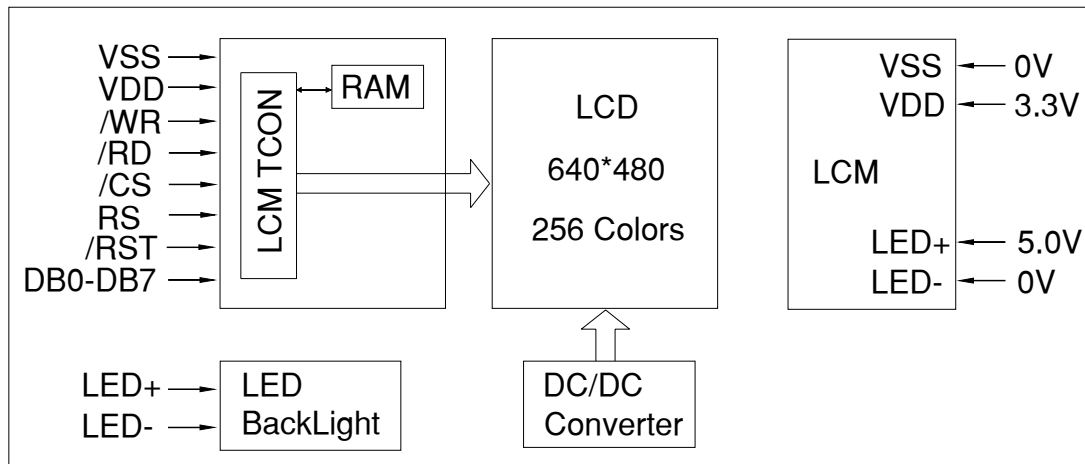 VSS
VDD
/WR
/RD
/CS
RS
/RST
DB0-DB7
LCM TCON
RAM
LCD
640*480
256 Colors
VSS
0V
VDD
3.3V
LCM
LED+
5.0V
LED-
0V
LED+
LED-
LED
BackLight
DC/DC
Converter